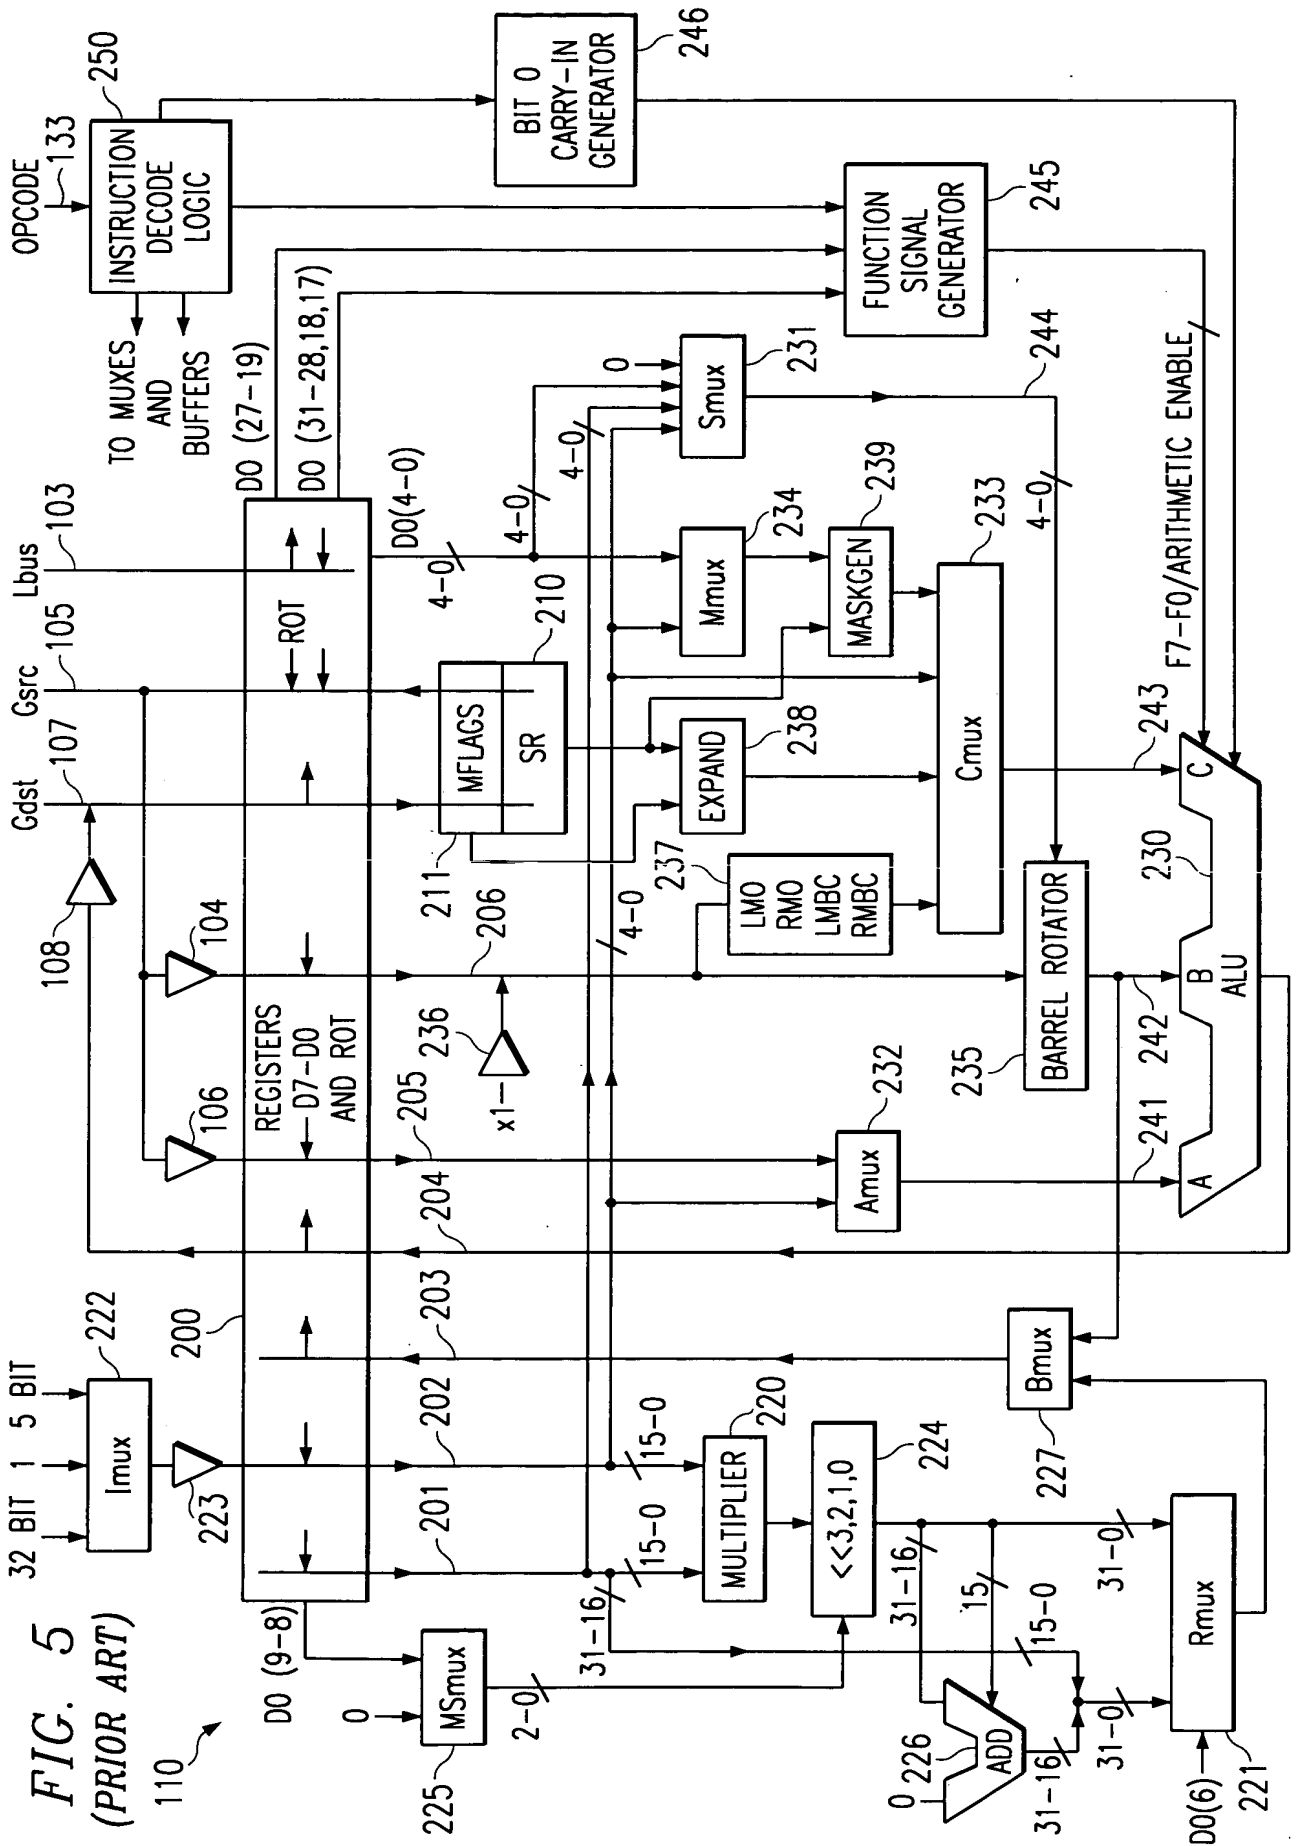 FIG. 5
(PRIOR ART)
110
32 BIT
1
5 BIT
Imux
222
223
200
108
106
104
Gdst
107
Gsrc
105
Lbus
103
OPCODE
133
INSTRUCTION
DECODE
LOGIC
250
TO MUXES
AND
BUFFERS
BIT 0
CARRY-IN
GENERATOR
246
REGISTERS
D7-D0
AND ROT
ROT
D0 (27-19)
D0 (31-28,18,17)
D0 (9-8)
0
MSmux
225
2-0
201
202
203
204
205
206
x1
236
211
MFLAGS
SR
210
D0(4-0)
4-0
4-0
4-0
4-0
0
Smux
231
FUNCTION
SIGNAL
GENERATOR
245
31-16
15-0
15-0
MULTIPLIER
220
<<3,2,1,0
224
Amux
232
237
LMO
RMO
LMBC
RMBC
EXPAND
238
Mmux
234
MASKGEN
239
Cmux
233
244
4-0
F7-F0/ARITHMETIC ENABLE
235
BARREL ROTATOR
Bmux
227
31-16
15
31-0
15-0
0
226
ADD
31-16
31-0
D0(6)
Rmux
221
241
242
243
A
B
C
ALU
230